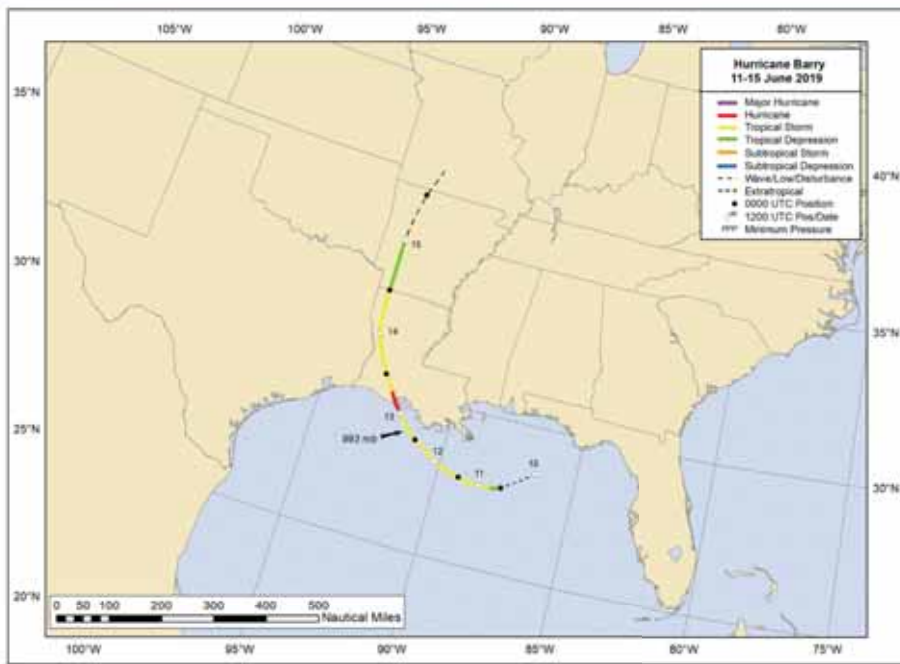 105°W 100°W 95°W 90°W 85°W 80°W
Hurricane Barry
11-15 June 2019
Major Hurricane
Hurricane
Tropical Storm
Tropical Depression
Subtropical Storm
Subtropical Depression
Wave/Low/Disturbance
Extratropical
0000 UTC Position
1200 UTC Pos/Date
Minimum Pressure
35°N
40°N
30°N
15
35°N
14
25°N
13
993 mb
12
11 10
30°N
20°N
0 50 100 200 300 400 500
Nautical Miles
100°W 95°W 90°W 85°W 80°W 75°W